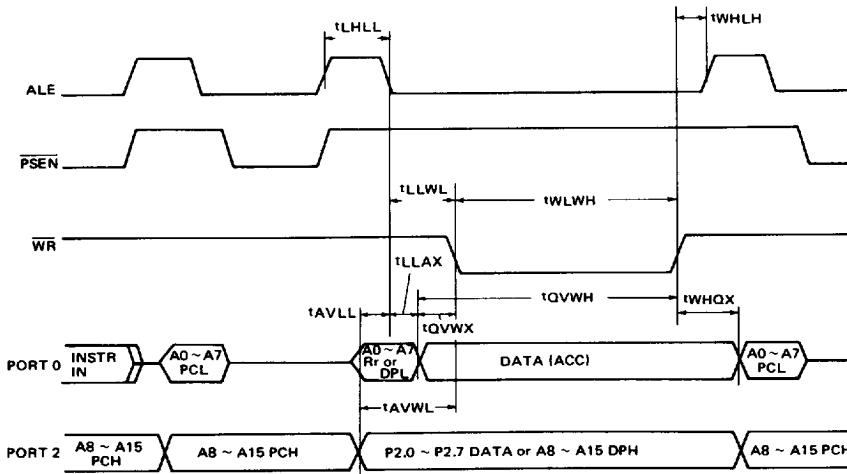 tLHLL
tWHLH
ALE
PSEN
tLLWL
tWLWH
WR
tLLAX
tQVWH
tWHQX
tAVLL
tQVWX
PORT 0
INSTR
IN
A0 ~ A7
PCL
A0 ~ A7
Rr or
DPL
DATA (ACC)
A0 ~ A7
PCL
tAVWL
PORT 2
A8 ~ A15
PCH
A8 ~ A15 PCH
P2.0 ~ P2.7 DATA or A8 ~ A15 DPH
A8 ~ A15 PCH